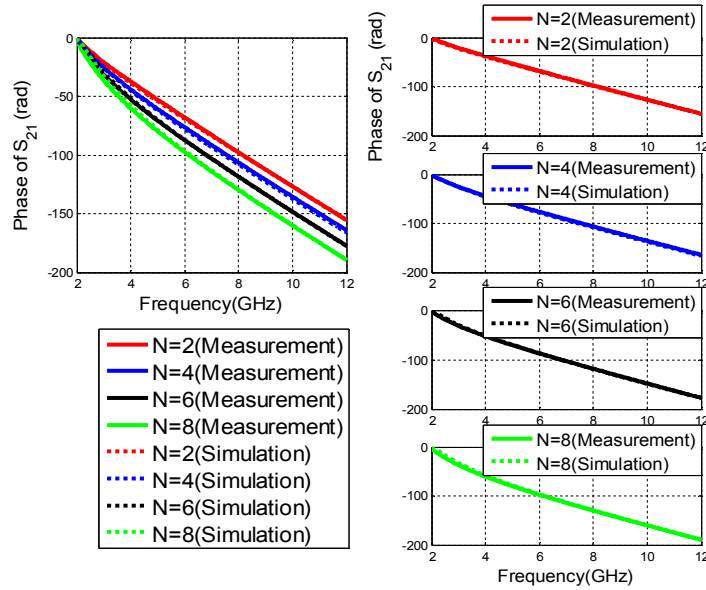 Phase of S21 (rad)
0
-50
-100
-150
-200
2 4 6 8 10 12
Frequency(GHz)
N=2(Measurement)
N=4(Measurement)
N=6(Measurement)
N=8(Measurement)
N=2(Simulation)
N=4(Simulation)
N=6(Simulation)
N=8(Simulation)
Phase of S21 (rad)
N=2(Measurement)
N=2(Simulation)
0
-100
-200
2 4 6 8 10 12
N=4(Measurement)
N=4(Simulation)
0
-100
-200
2 4 6 8 10 12
N=6(Measurement)
N=6(Simulation)
0
-100
-200
2 4 6 8 10 12
N=8(Measurement)
N=8(Simulation)
0
-100
-200
2 4 6 8 10 12
Frequency(GHz)